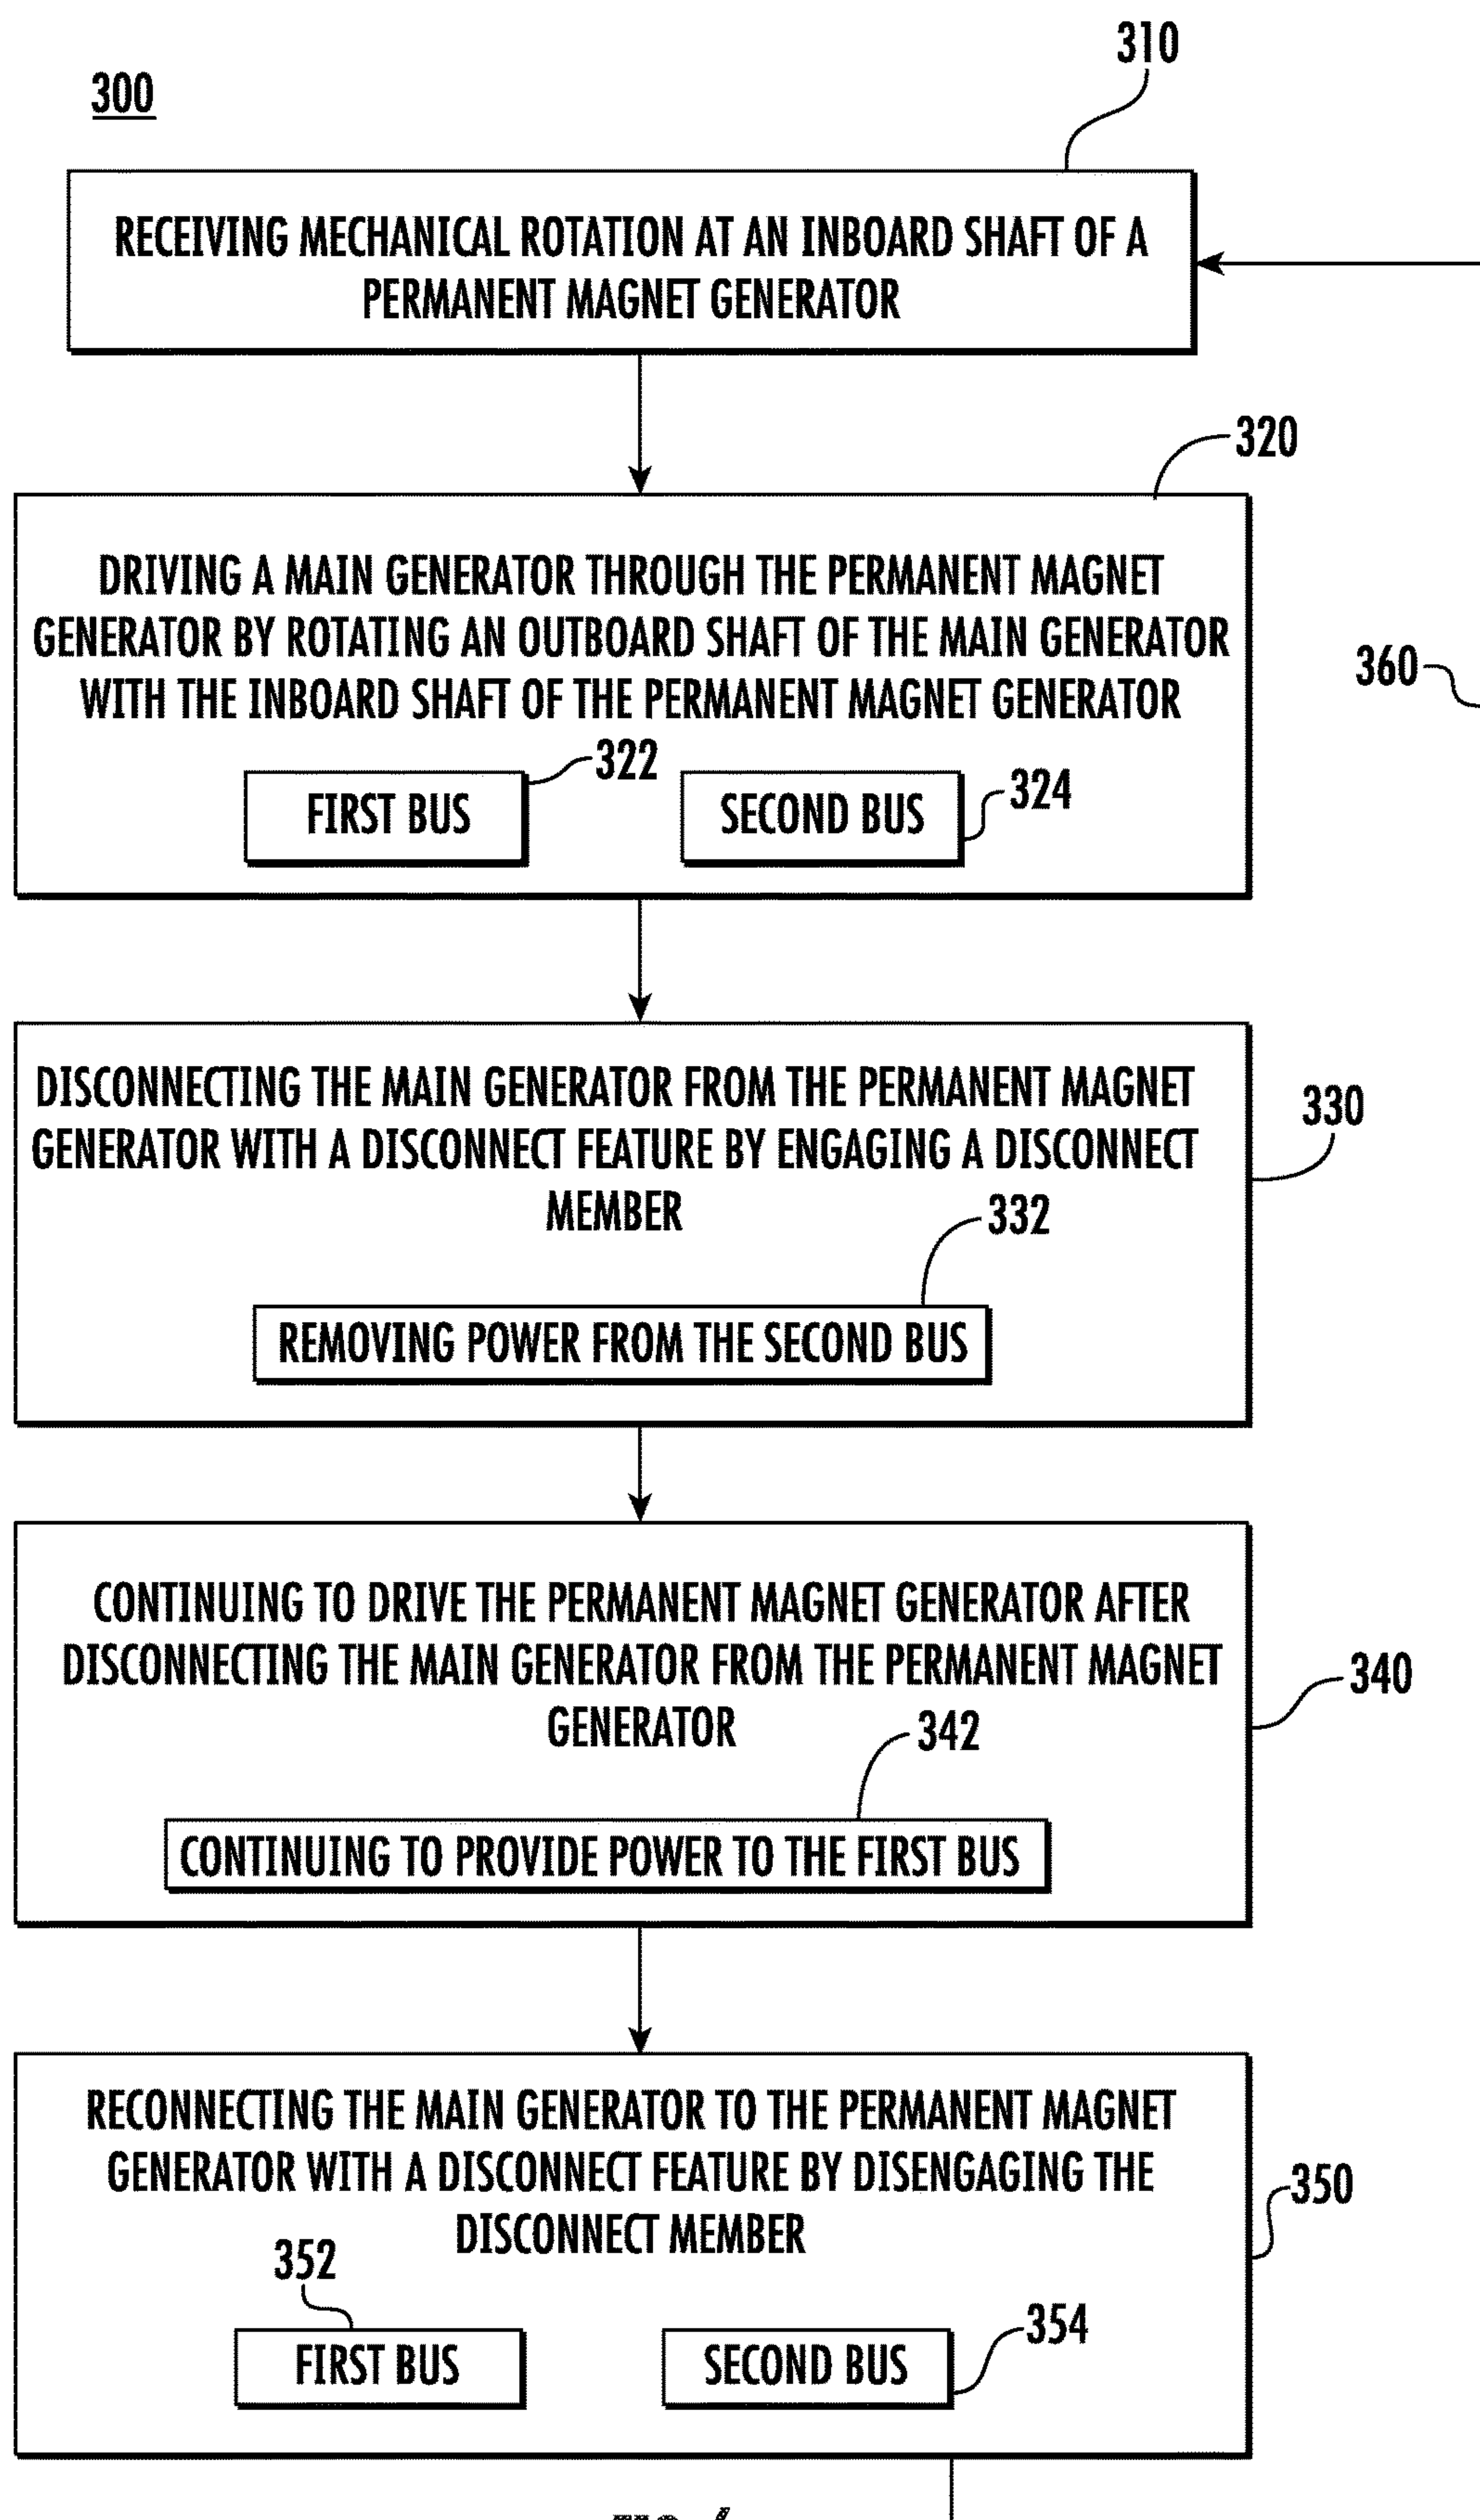 310
300
RECEIVING MECHANICAL ROTATION AT AN INBOARD SHAFT OF A
PERMANENT MAGNET GENERATOR
320
DRIVING A MAIN GENERATOR THROUGH THE PERMANENT MAGNET
GENERATOR BY ROTATING AN OUTBOARD SHAFT OF THE MAIN GENERATOR
WITH THE INBOARD SHAFT OF THE PERMANENT MAGNET GENERATOR
360
322
324
FIRST BUS
SECOND BUS
DISCONNECTING THE MAIN GENERATOR FROM THE PERMANENT MAGNET
GENERATOR WITH A DISCONNECT FEATURE BY ENGAGING A DISCONNECT
MEMBER
330
332
REMOVING POWER FROM THE SECOND BUS
CONTINUING TO DRIVE THE PERMANENT MAGNET GENERATOR AFTER
DISCONNECTING THE MAIN GENERATOR FROM THE PERMANENT MAGNET
GENERATOR
340
342
CONTINUING TO PROVIDE POWER TO THE FIRST BUS
RECONNECTING THE MAIN GENERATOR TO THE PERMANENT MAGNET
GENERATOR WITH A DISCONNECT FEATURE BY DISENGAGING THE
DISCONNECT MEMBER
350
352
354
FIRST BUS
SECOND BUS